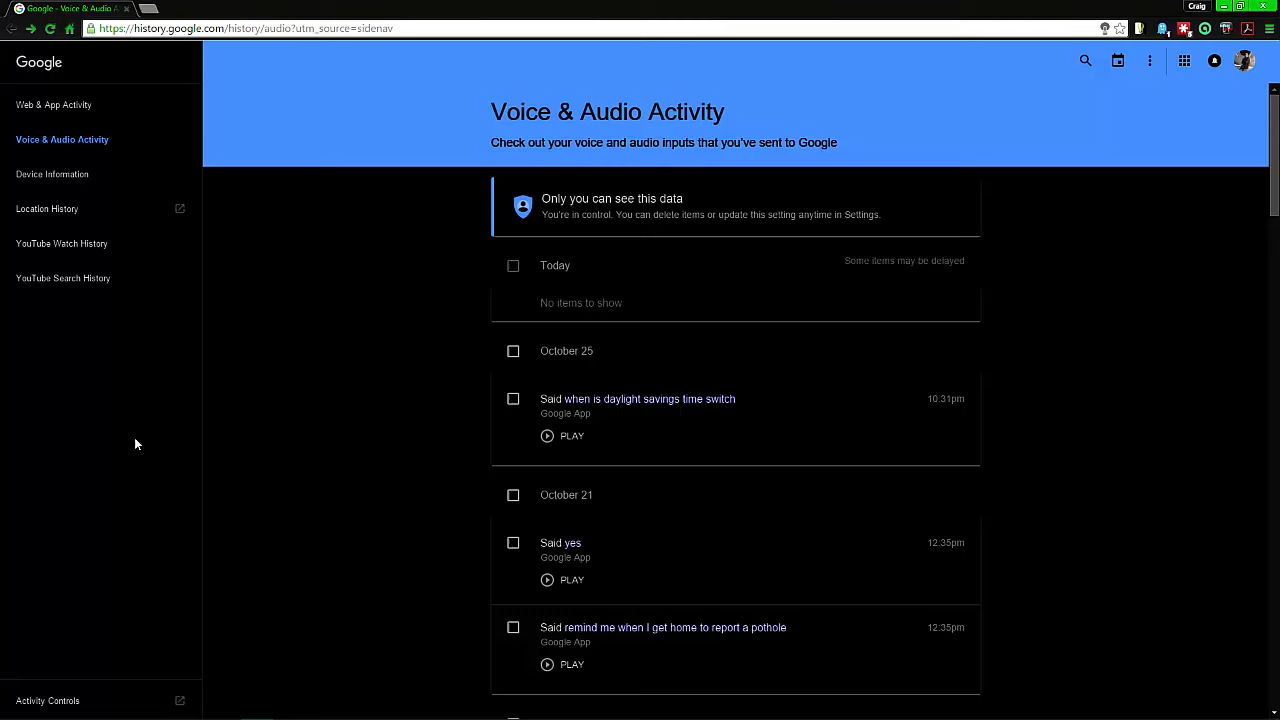 Google - Voice & Audio A
Craig
https://history.google.com/history/audio?utm_source=sidenav
Google
Web & App Activity
Voice & Audio Activity
Device Information
Location History
YouTube Watch History
YouTube Search History
Activity Controls
Voice & Audio Activity
Check out your voice and audio inputs that you've sent to Google
Only you can see this data
You're in control. You can delete items or update this setting anytime in Settings.
Today
Some items may be delayed
No items to show
October 25
Said when is daylight savings time switch
10:31pm
Google App
PLAY
October 21
Said yes
12:35pm
Google App
PLAY
Said remind me when I get home to report a pothole
12:35pm
Google App
PLAY